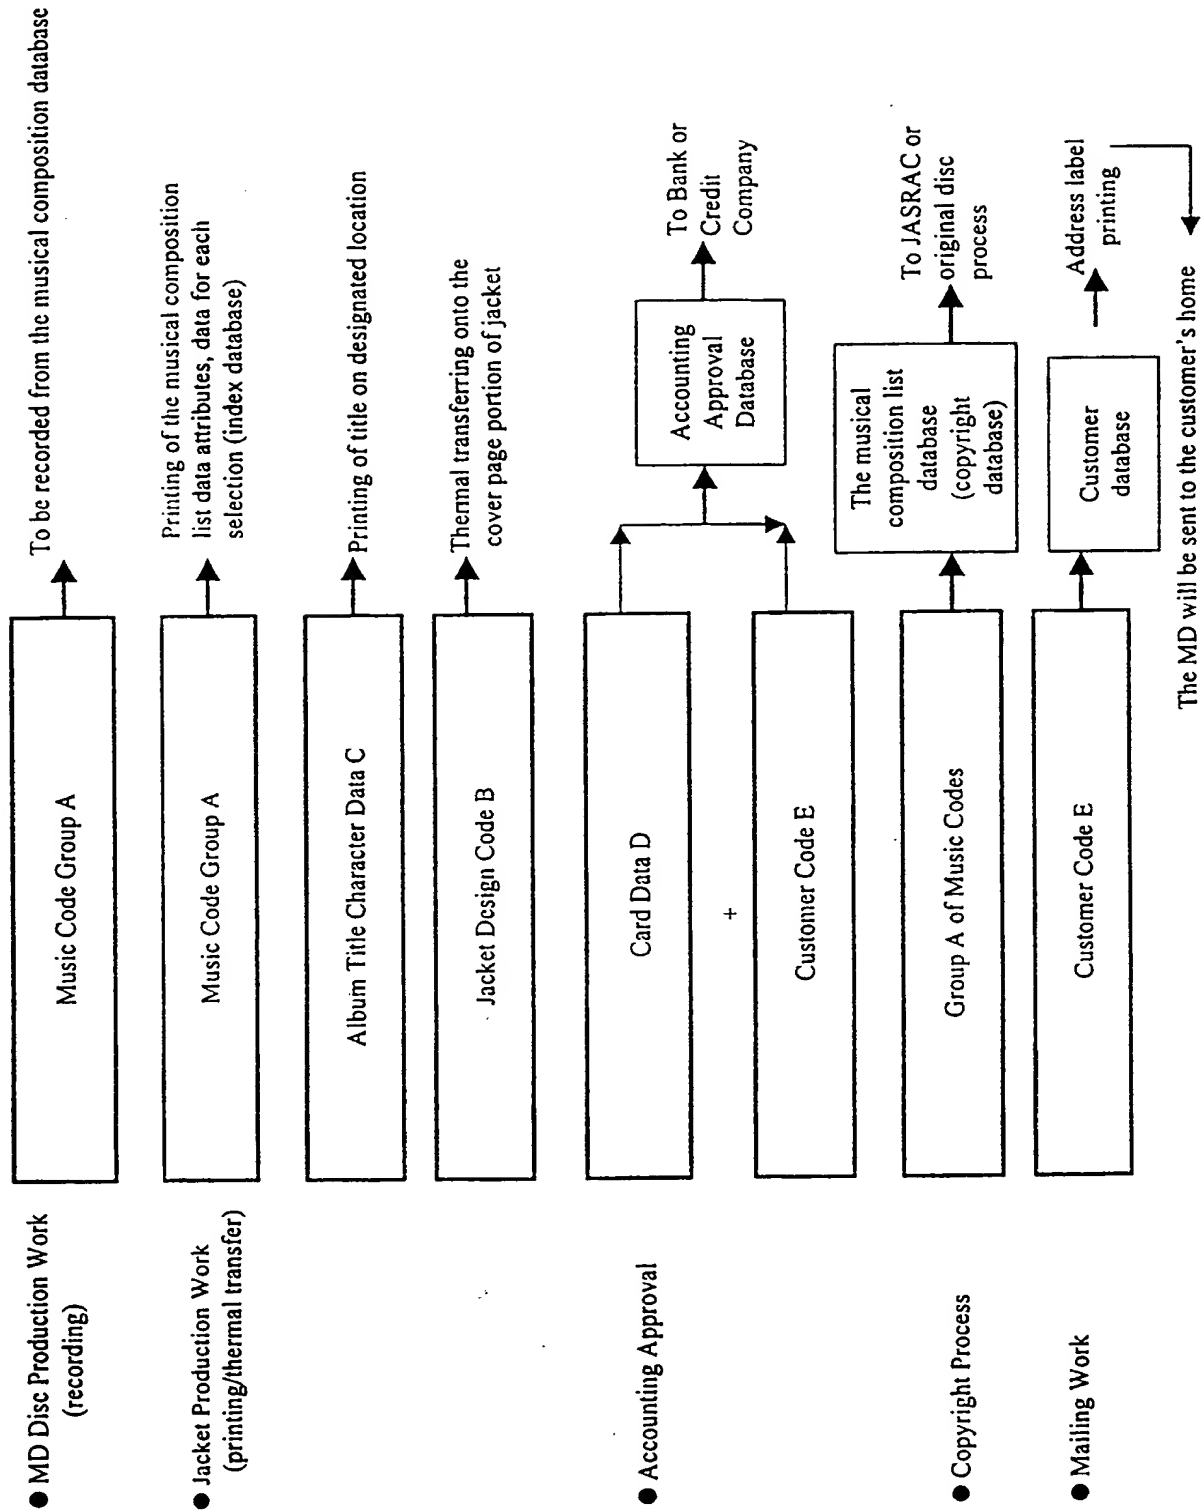 ● MD Disc Production Work
(recording)
Music Code Group A
To be recorded from the musical composition database
● Jacket Production Work
(printing/thermal transfer)
Music Code Group A
Printing of the musical composition
list data attributes, data for each
selection (index database)
Album Title Character Data C
Printing of title on designated location
Jacket Design Code B
Thermal transferring onto the
cover page portion of jacket
● Accounting Approval
Card Data D
+
Customer Code E
Accounting
Approval
Database
To Bank or
Credit
Company
● Copyright Process
Group A of Music Codes
The musical
composition list
database
(copyright
database)
To JASRAC or
original disc
process
● Mailing Work
Customer Code E
Customer
database
Address label
printing
The MD will be sent to the customer's home